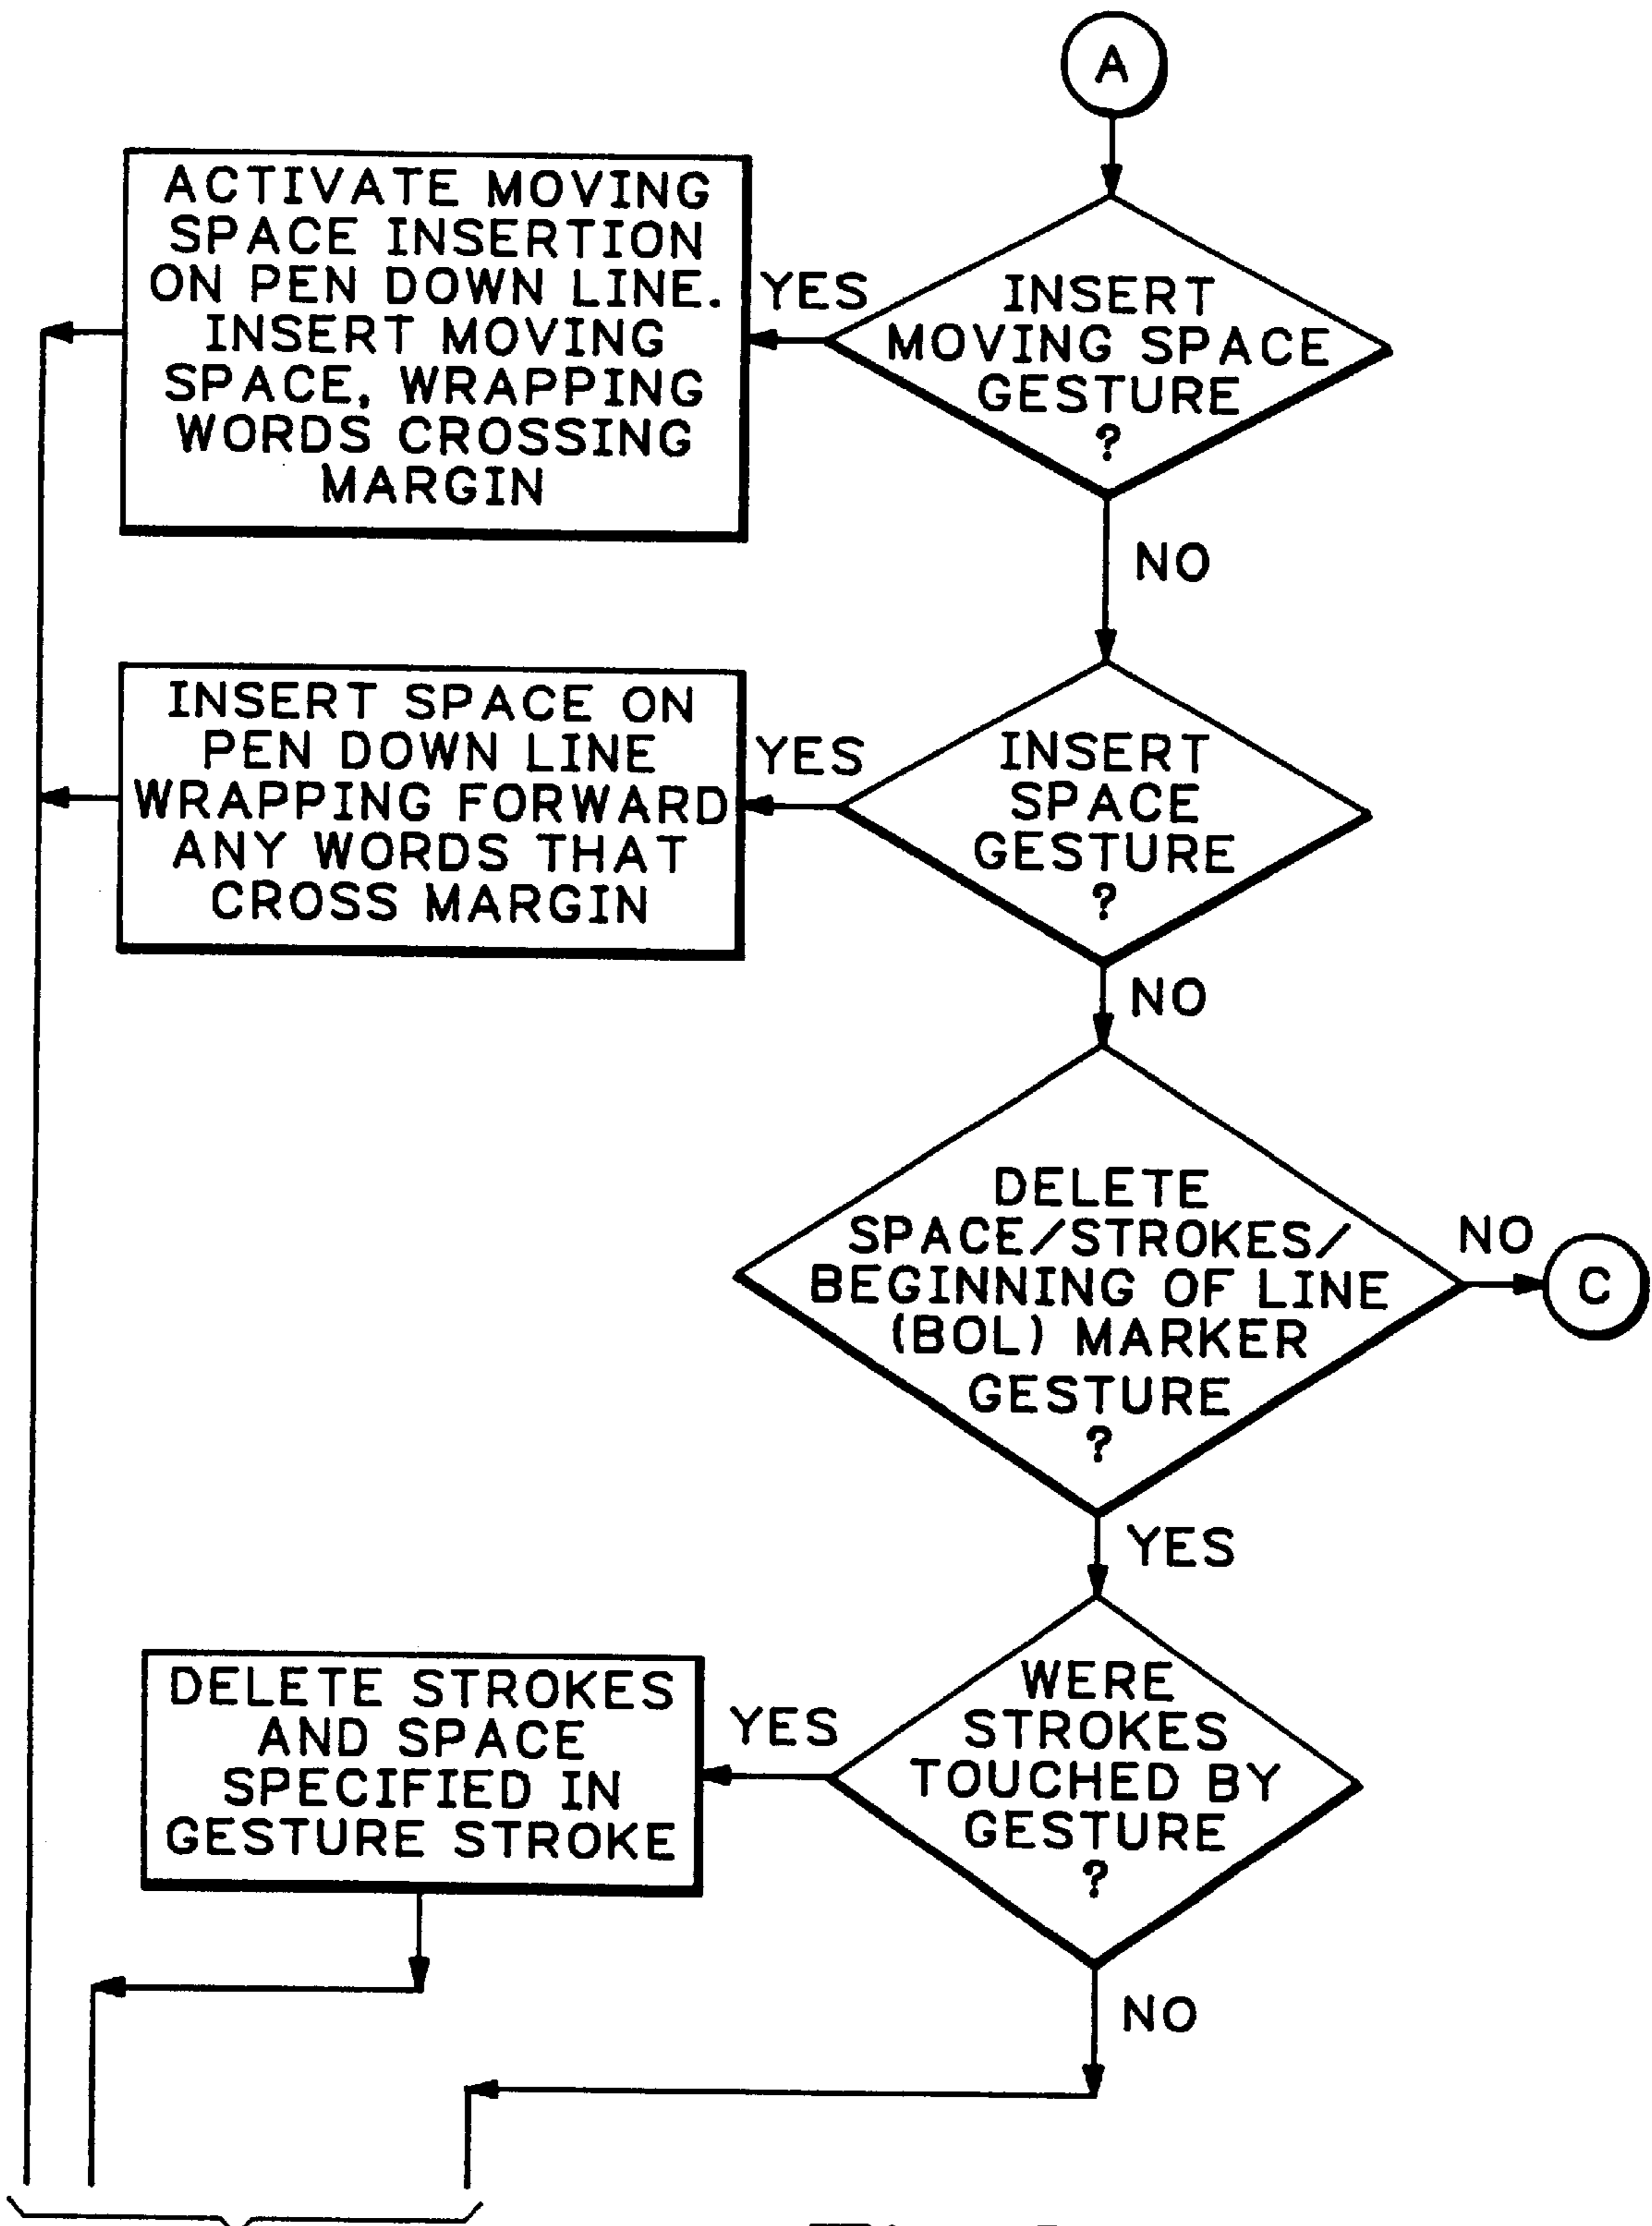 A
ACTIVATE MOVING
SPACE INSERTION
ON PEN DOWN LINE.
INSERT MOVING
SPACE, WRAPPING
WORDS CROSSING
MARGIN
YES
INSERT
MOVING SPACE
GESTURE
?
NO
INSERT SPACE ON
PEN DOWN LINE
WRAPPING FORWARD
ANY WORDS THAT
CROSS MARGIN
YES
INSERT
SPACE
GESTURE
?
NO
DELETE
SPACE/STROKES/
BEGINNING OF LINE
(BOL) MARKER
GESTURE
?
NO
C
YES
DELETE STROKES
AND SPACE
SPECIFIED IN
GESTURE STROKE
YES
WERE
STROKES
TOUCHED BY
GESTURE
?
NO